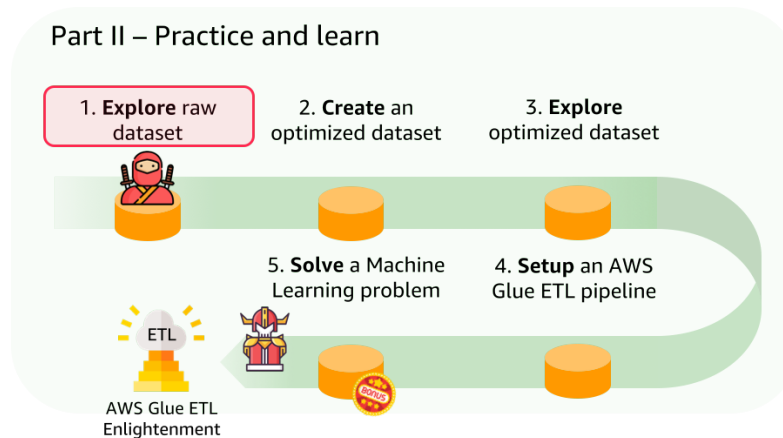 Part II – Practice and learn
1. Explore raw
dataset
2. Create an
optimized dataset
3. Explore
optimized dataset
4. Setup an AWS
Glue ETL pipeline
5. Solve a Machine
Learning problem
BONUS
ETL
AWS Glue ETL
Enlightenment